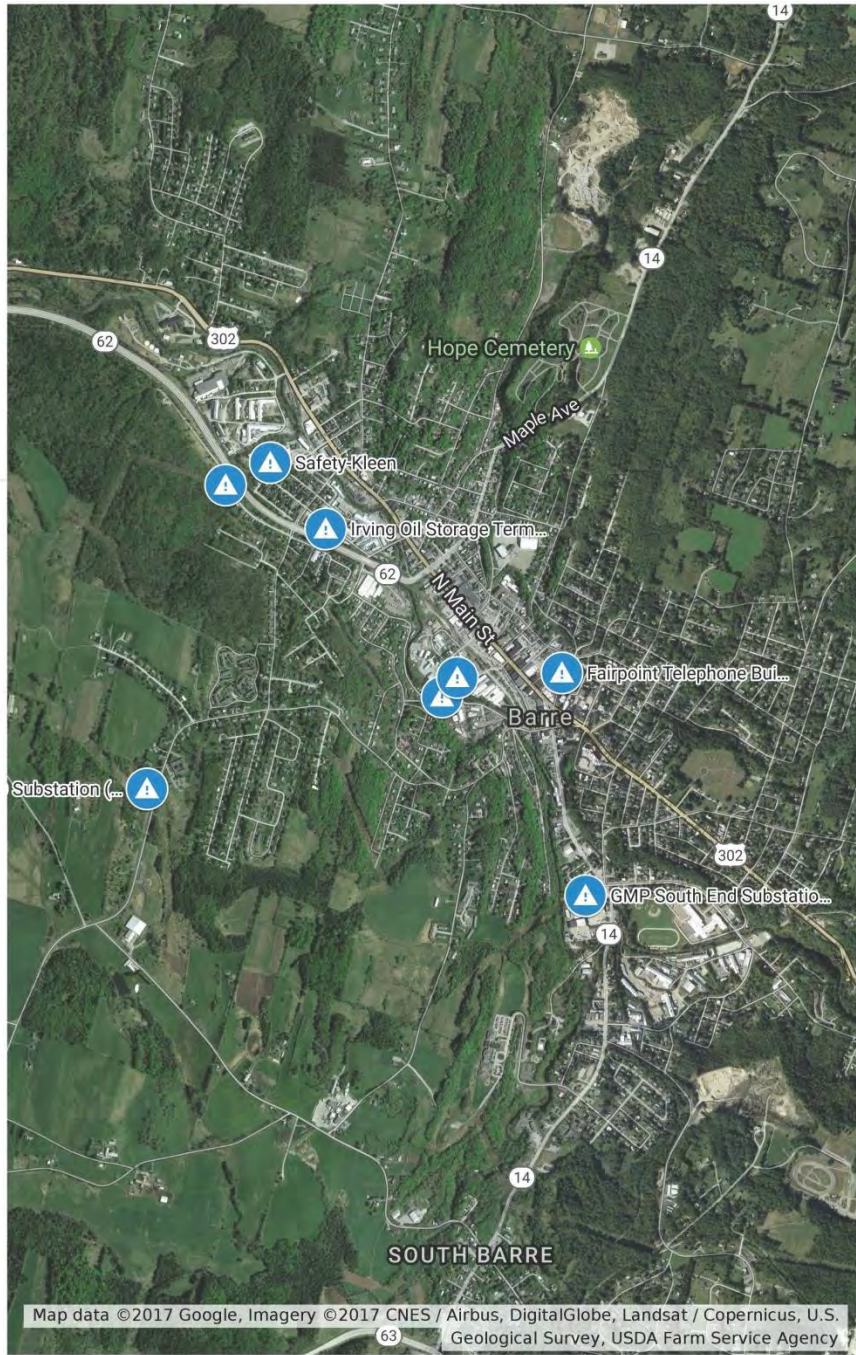 14
14
302
62
Hope Cemetery
Maple Ave
Safety-Kleen
Irving Oil Storage Term...
62
N Main St
Fairpoint Telephone Bui...
Barre
Substation (...
302
GMP South End Substatio...
14
14
SOUTH BARRE
Map data ©2017 Google, Imagery ©2017 CNES / Airbus, DigitalGlobe, Landsat / Copernicus, U.S.
Geological Survey, USDA Farm Service Agency
63